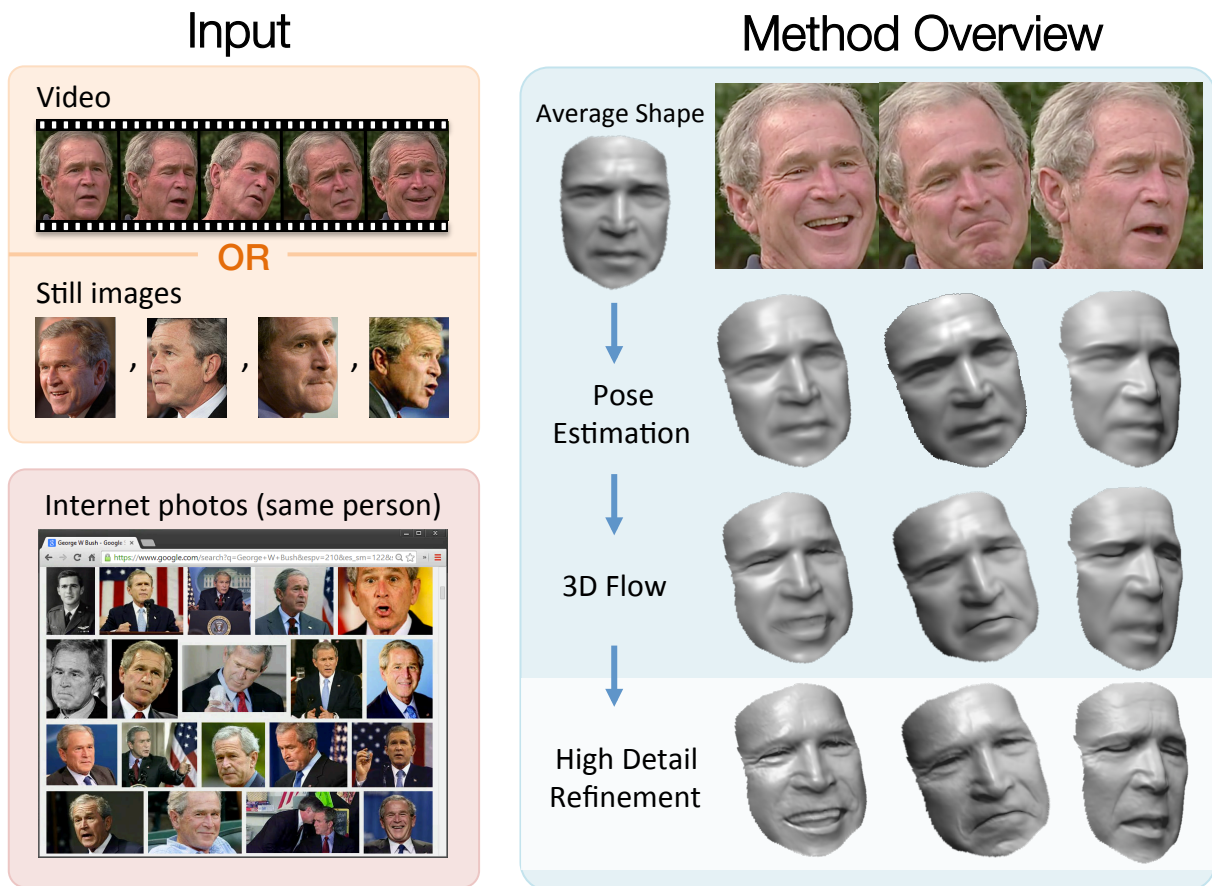 Input
Video
OR
Still images
, , ,
Internet photos (same person)
George W Bush - Google
https://www.google.com/search?q=George+W+Bush&espv=210&es_sm=122&
Method Overview
Average Shape
Pose
Estimation
3D Flow
High Detail
Refinement